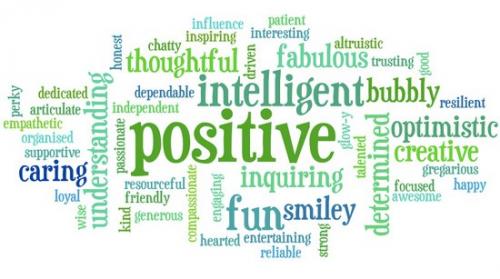 influence
patient
inspiring
interesting
honest
chatty
thoughtful
driven
fabulous
altruistic
trusting
good
perky
dedicated
articulate
understanding
dependable
intelligent
bubbly
resilient
empathetic
independent
organised
supportive
passionate
positive
glow-y
talented
determined
optimistic
creative
caring
loyal
wise
resourceful
friendly
kind
generous
compassionate
engaging
inquiring
gregarious
focused
happy
awesome
fun
smiley
hearted
entertaining
reliable
strong